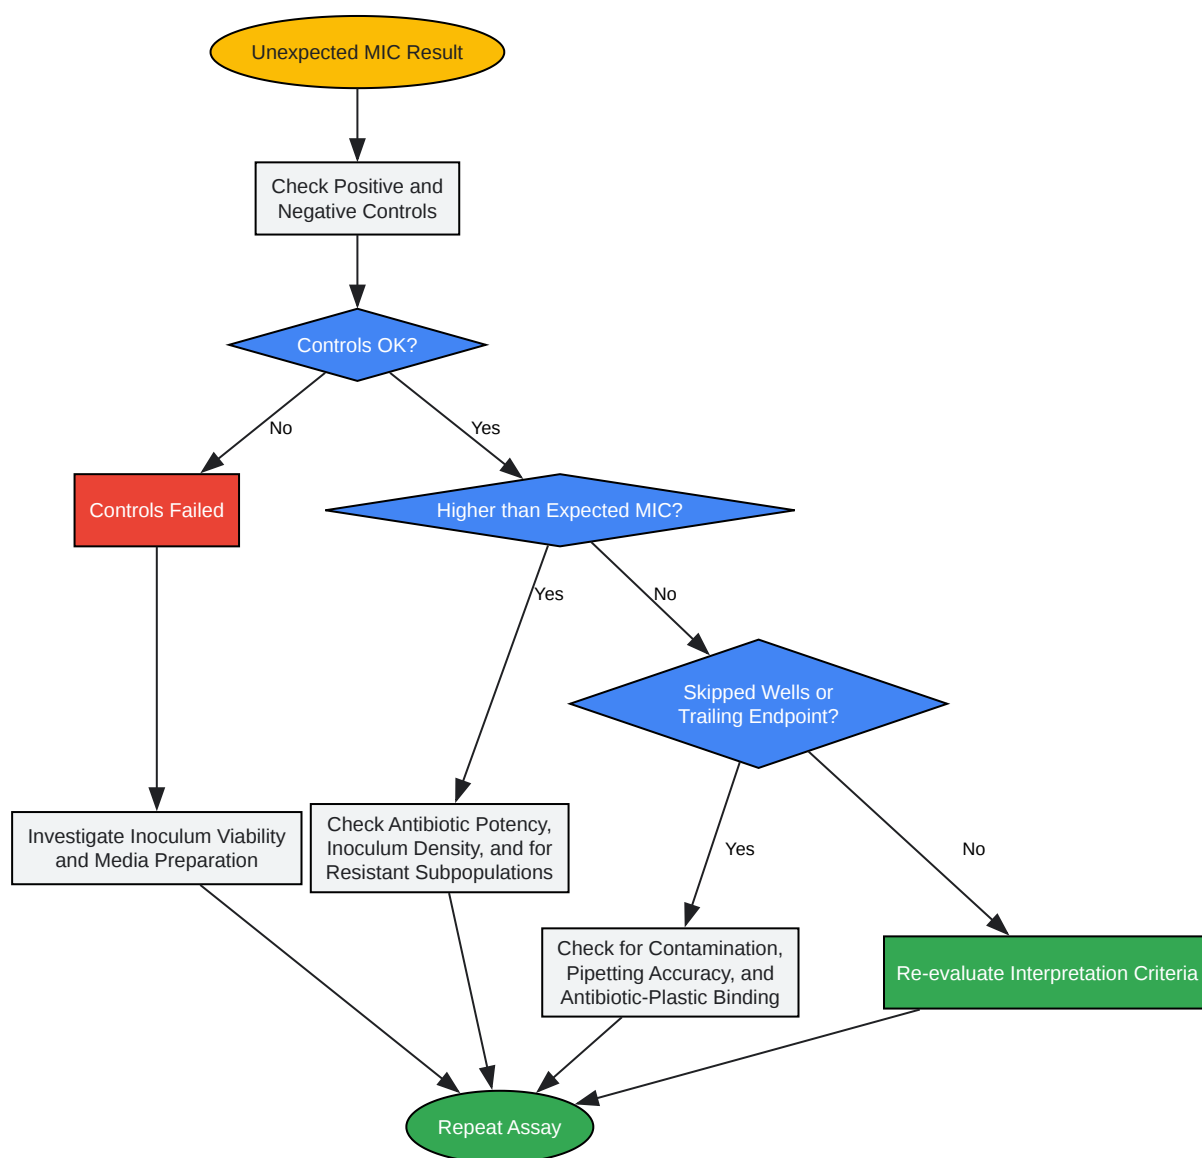 Unexpected MIC Result
Check Positive and
Negative Controls
Controls OK?
No
Yes
Controls Failed
Higher than Expected MIC?
Yes
No
Skipped Wells or
Trailing Endpoint?
Investigate Inoculum Viability
and Media Preparation
Check Antibiotic Potency,
Inoculum Density, and for
Resistant Subpopulations
Yes
No
Check for Contamination,
Pipetting Accuracy, and
Antibiotic-Plastic Binding
Re-evaluate Interpretation Criteria
Repeat Assay